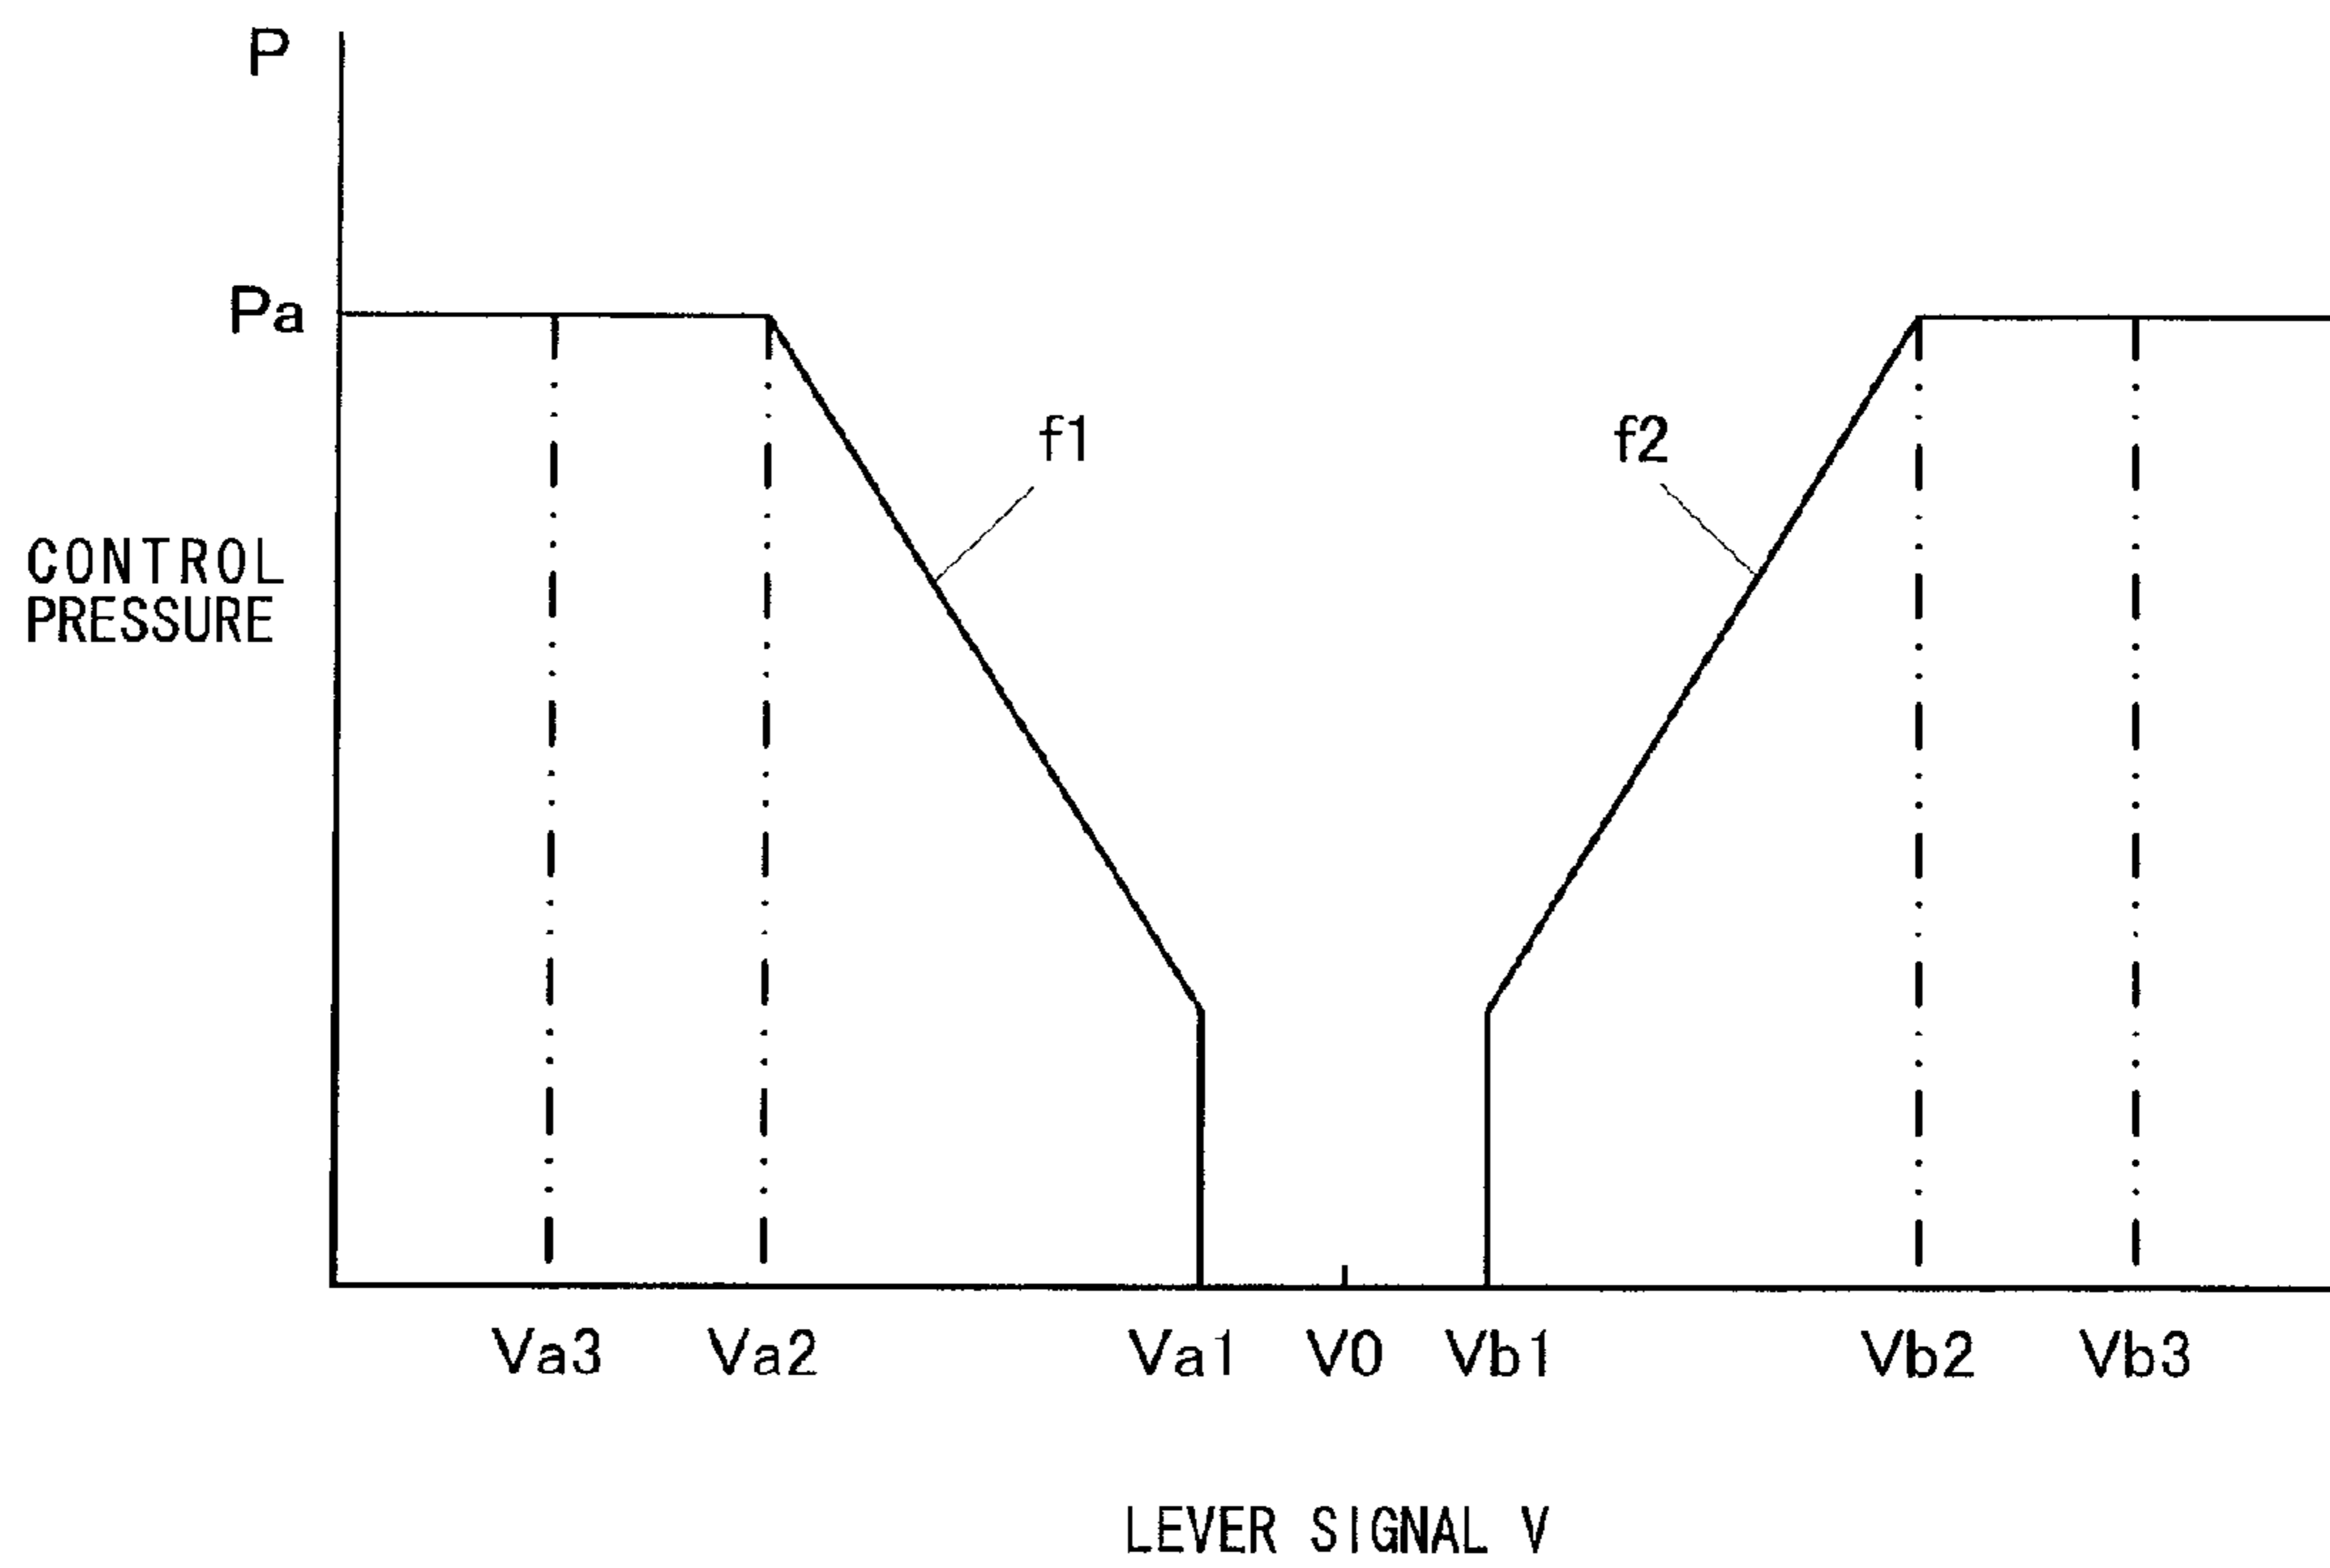 P
Pa
f1
f2
CONTROL
PRESSURE
Va3 Va2 Va1 V0 Vb1 Vb2 Vb3
LEVER SIGNAL V